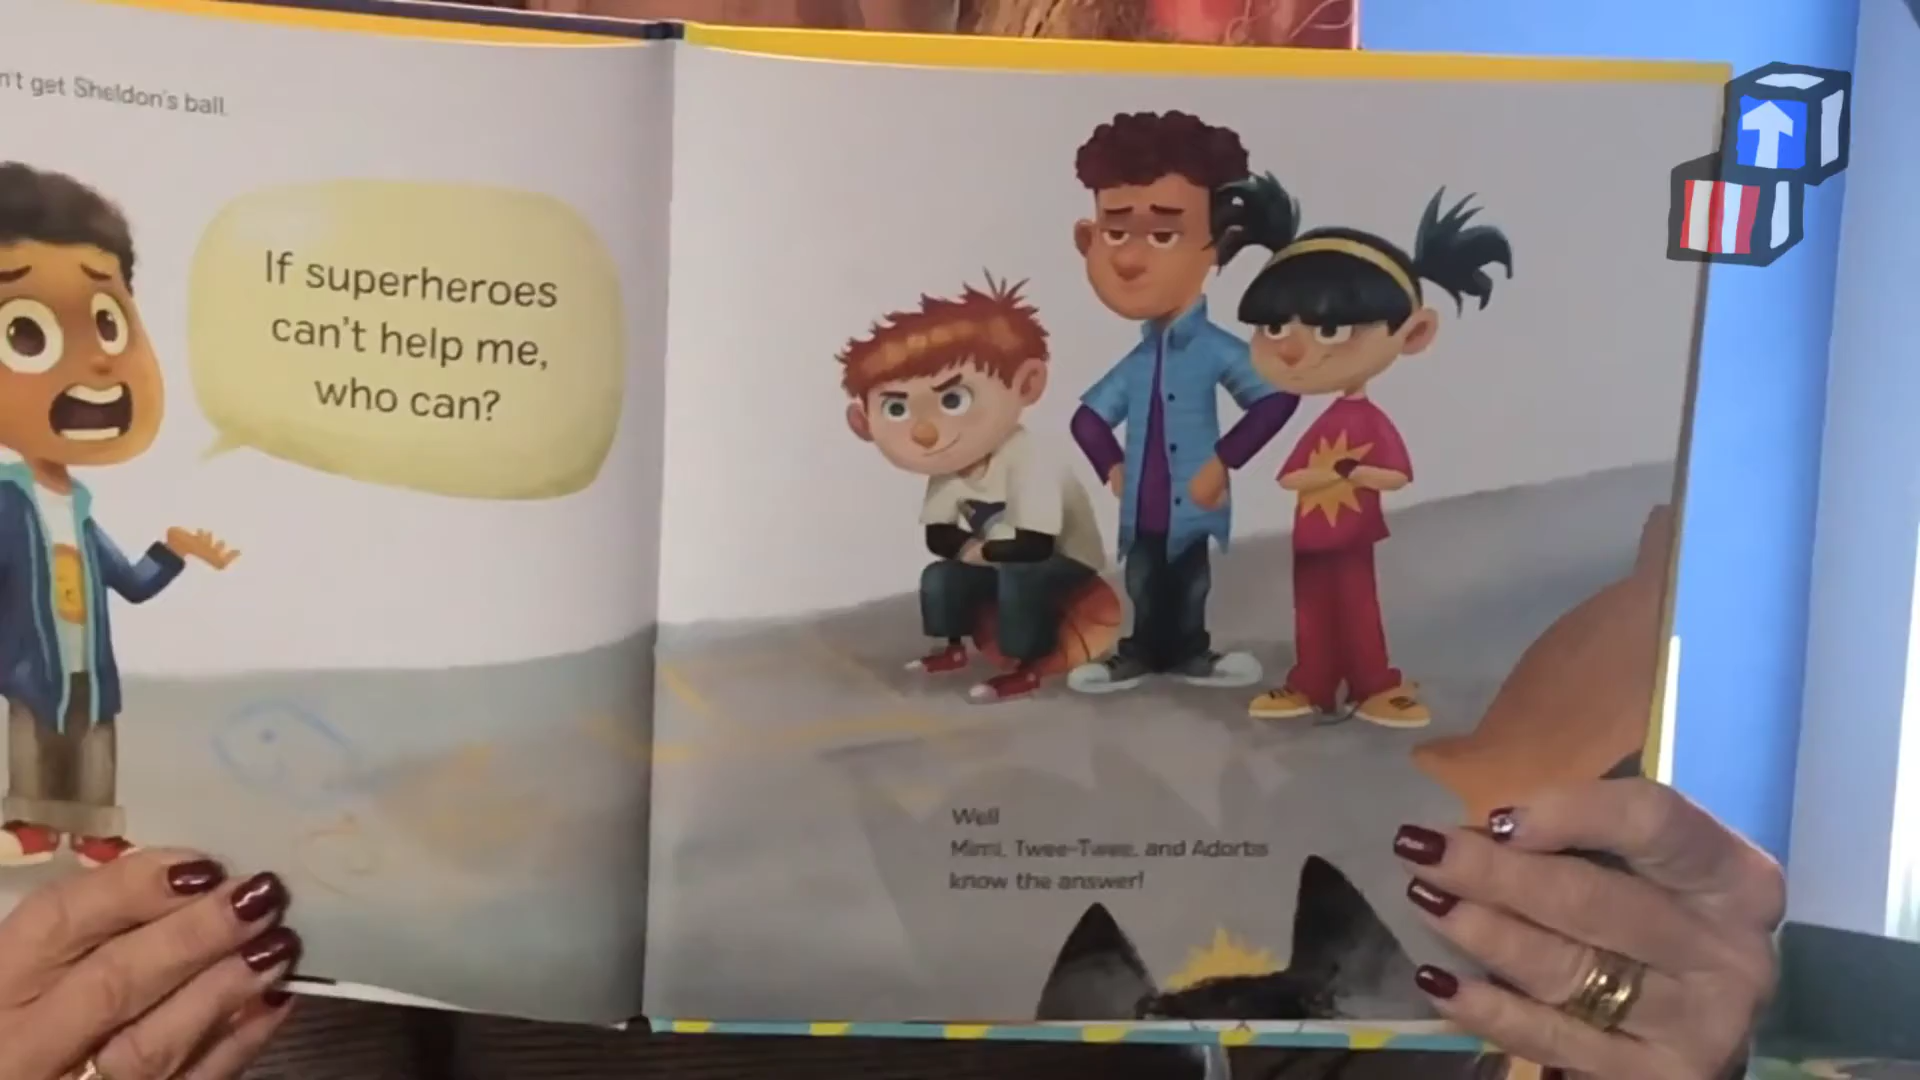 n't get Sheldon's ball.
If superheroes
can't help me,
who can?
Well
Mimi, Twee-Twee, and Adorbs
know the answer!